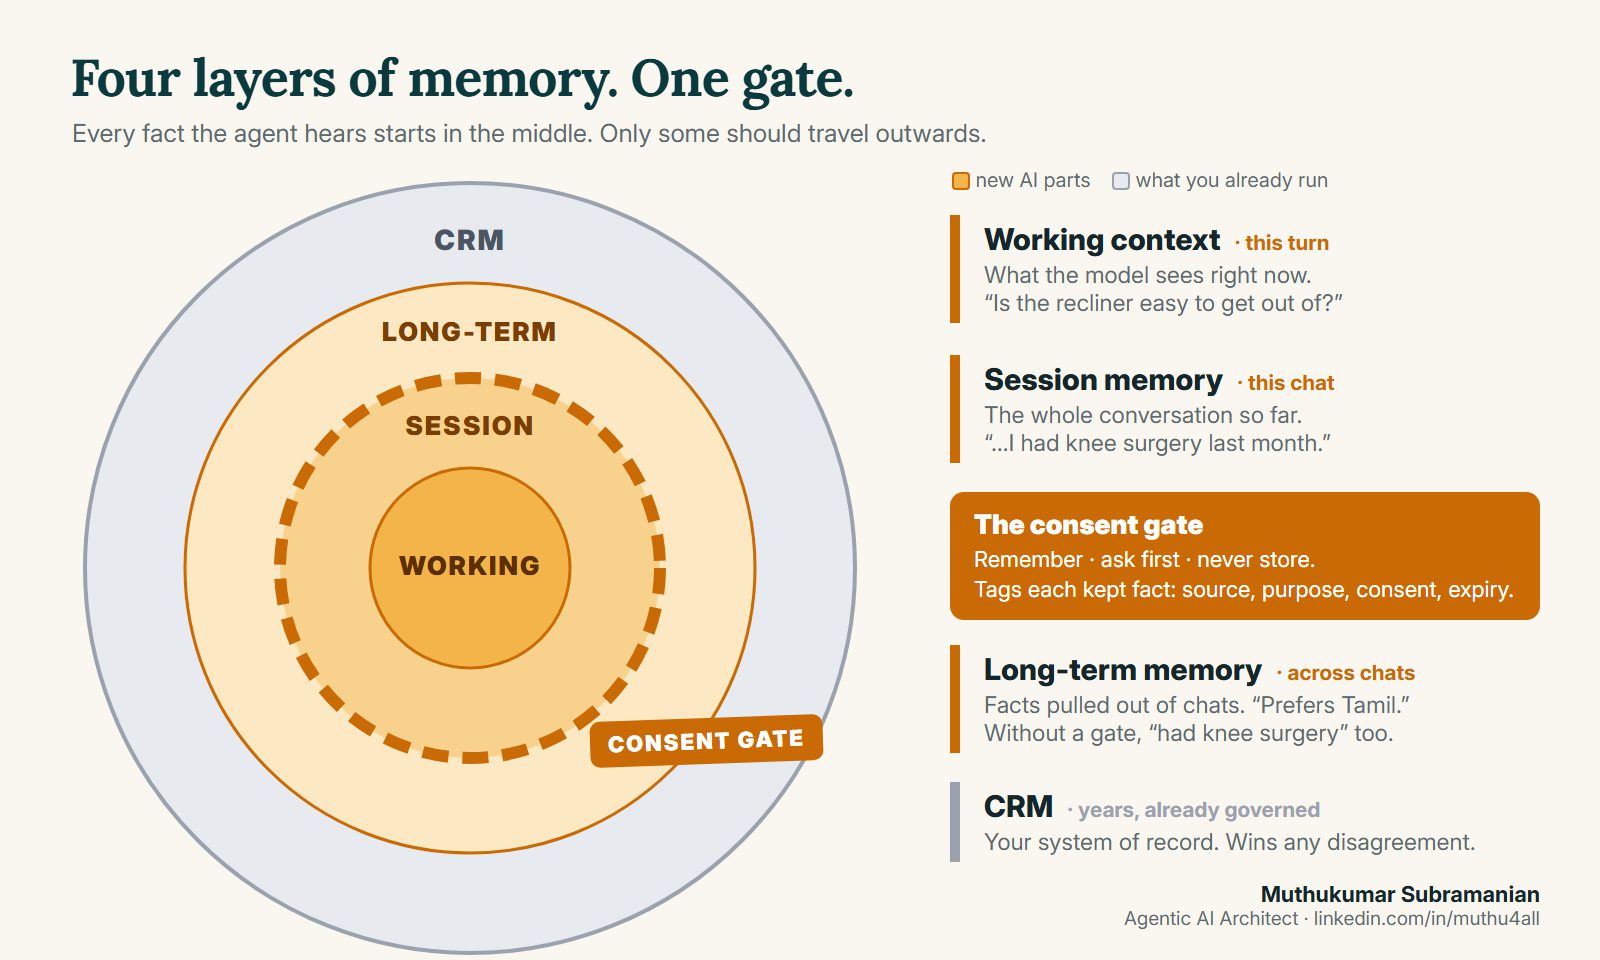 Four layers of memory. One gate.
Every fact the agent hears starts in the middle. Only some should travel outwards.
CRM
LONG-TERM
SESSION
WORKING
CONSENT GATE
new AI parts
what you already run
Working context · this turn
What the model sees right now.
“Is the recliner easy to get out of?”
Session memory · this chat
The whole conversation so far.
“...I had knee surgery last month.”
The consent gate
Remember · ask first · never store.
Tags each kept fact: source, purpose, consent, expiry.
Long-term memory · across chats
Facts pulled out of chats. “Prefers Tamil.”
Without a gate, “had knee surgery” too.
CRM · years, already governed
Your system of record. Wins any disagreement.
Muthukumar Subramanian
Agentic AI Architect · linkedin.com/in/muthu4all